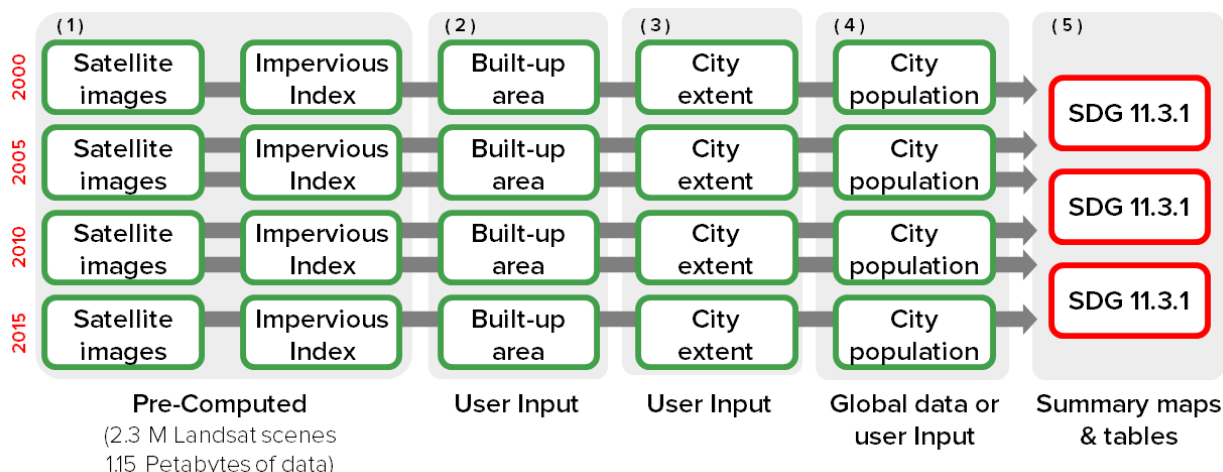 (1)
(2)
(3)
(4)
(5)
2000
Satellite
images
Impervious
Index
Built-up
area
City
extent
City
population
SDG 11.3.1
2005
Satellite
images
Impervious
Index
Built-up
area
City
extent
City
population
SDG 11.3.1
2010
Satellite
images
Impervious
Index
Built-up
area
City
extent
City
population
SDG 11.3.1
2015
Satellite
images
Impervious
Index
Built-up
area
City
extent
City
population
Pre-Computed
(2.3 M Landsat scenes
1.15 Petabytes of data)
User Input
User Input
Global data or
user Input
Summary maps
& tables